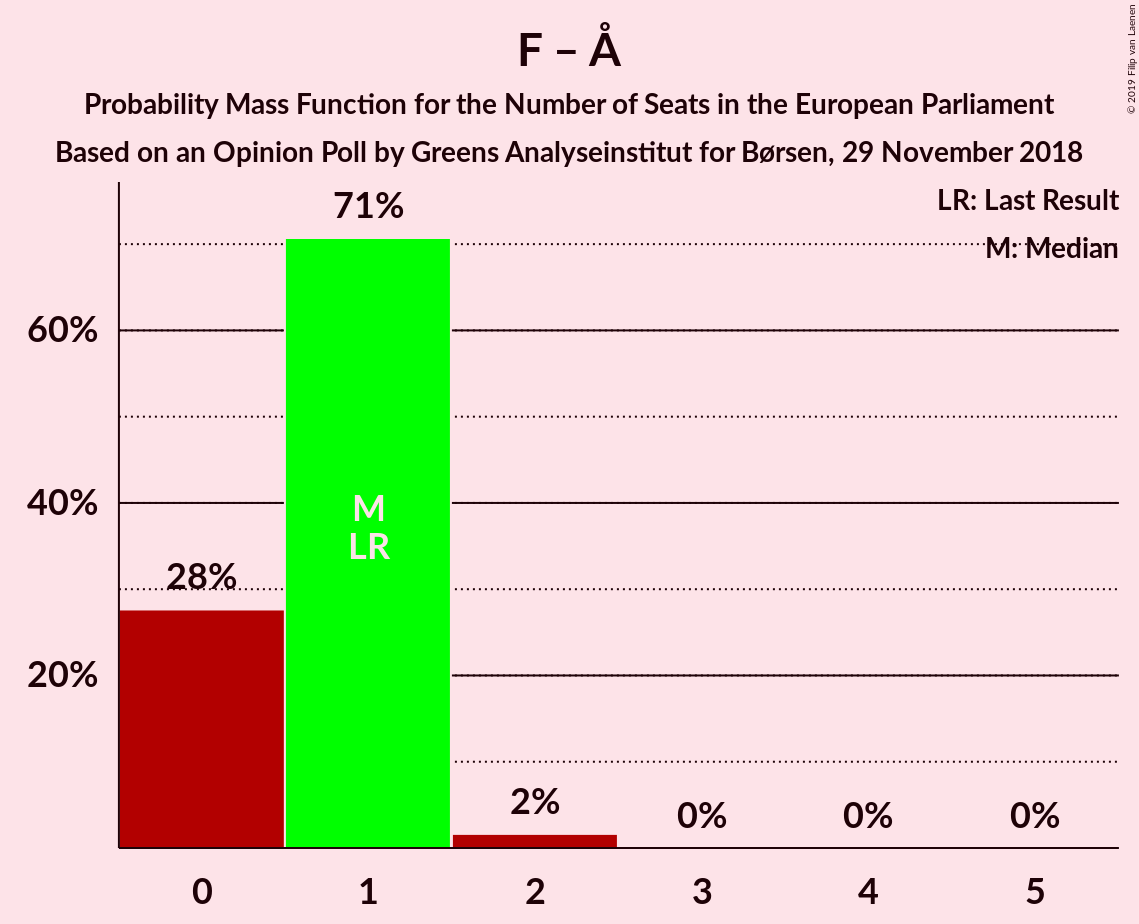 F – Å
Probability Mass Function for the Number of Seats in the European Parliament
Based on an Opinion Poll by Greens Analyseinstitut for Børsen, 29 November 2018
© 2019 Filip van Laenen
LR: Last Result
M: Median
71%
60%
40%
20%
M
LR
28%
2%
0%
0%
0%
0
1
2
3
4
5